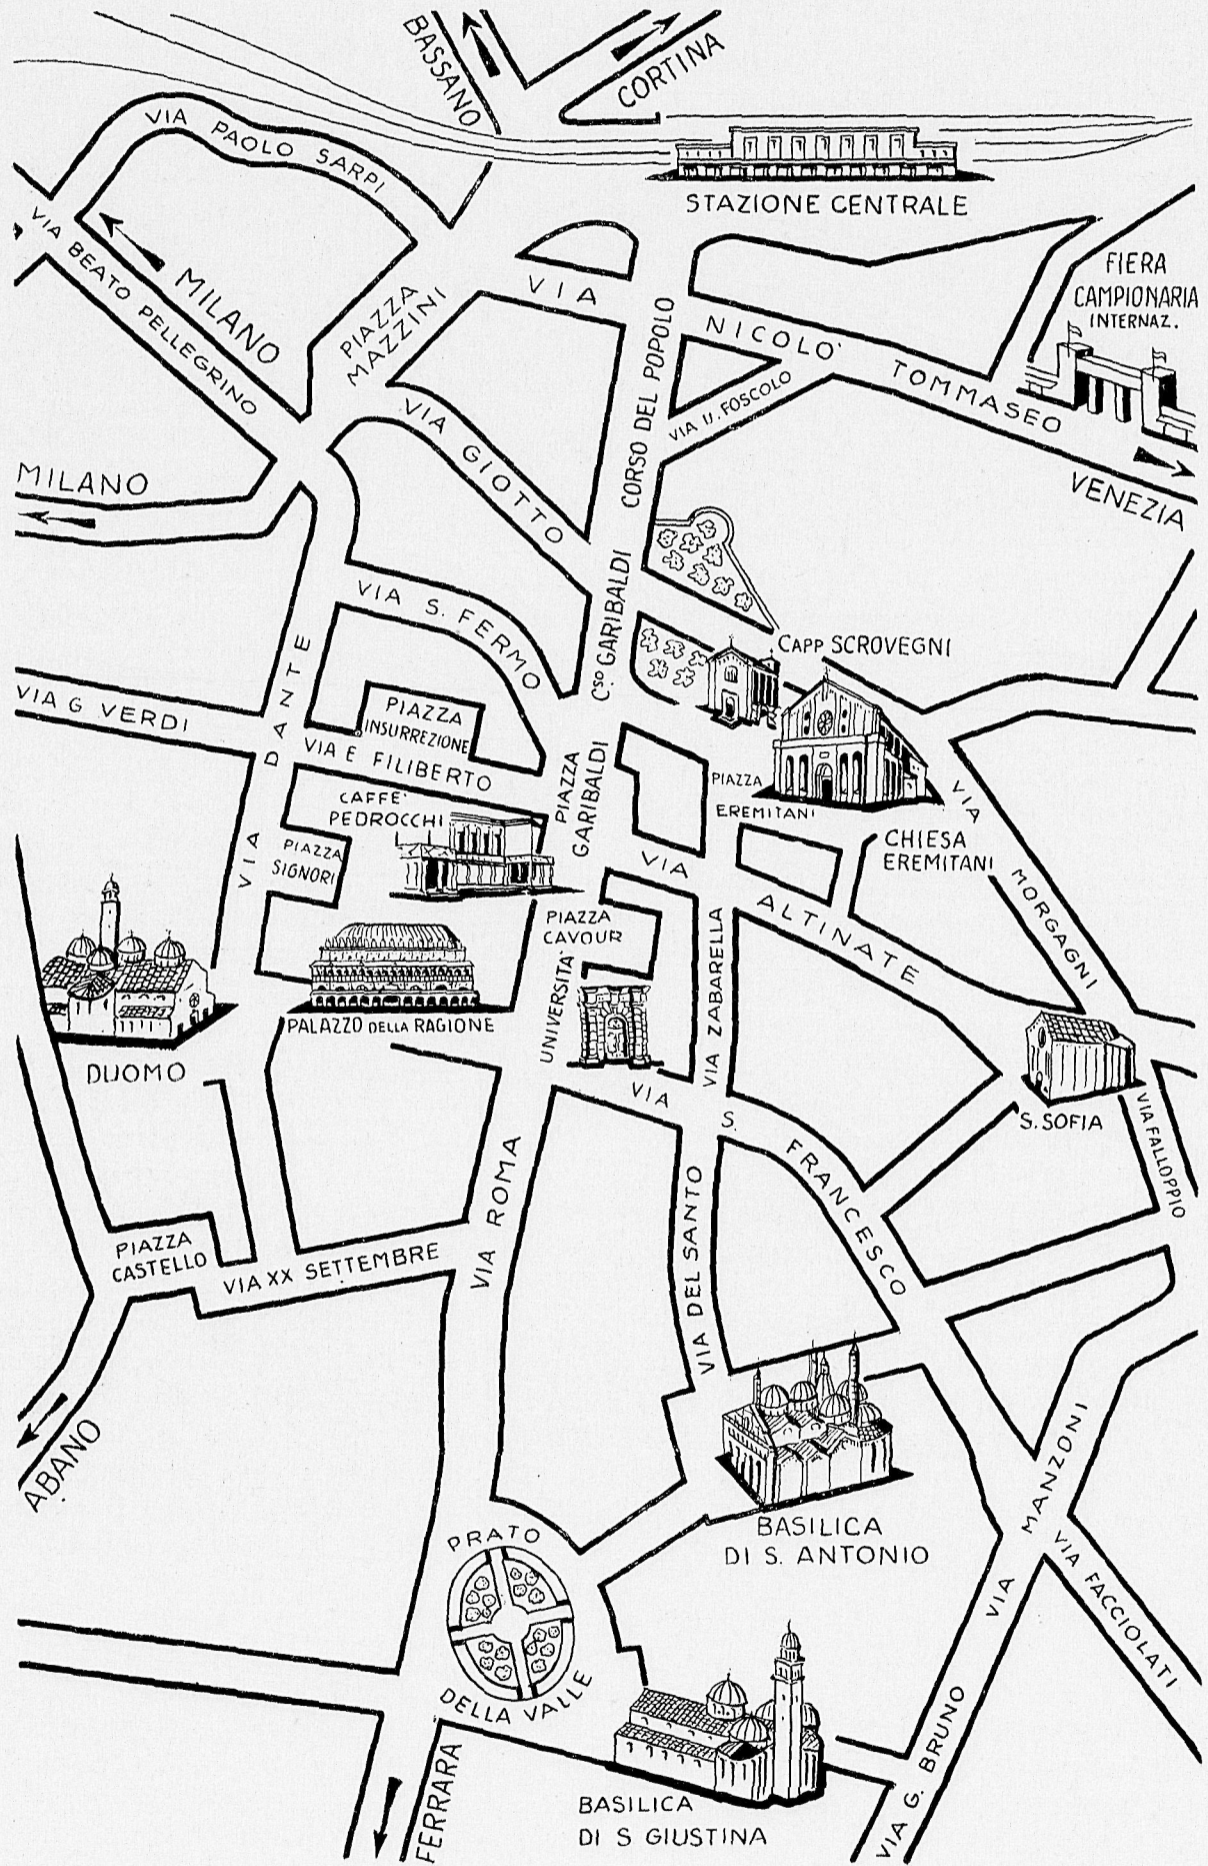 BASSANO
CORTINA
VIA PAOLO SARPI
STAZIONE CENTRALE
VIA BEATO PELLEGRINO
MILANO
PIAZZA
MAZZINI
VIA NICOLO' TOMMASEO
FIERA
CAMPIONARIA
INTERNAZ.
CORSO DEL POPOLO
VIA U. FOSCOLO
VIA GIOTTO
MILANO
VENEZIA
VIA S. FERMO
Cso. GARIBALDI
CAPP SCROVEGNI
VIA G VERDI
VIA DANTE
PIAZZA
INSURREZIONE
VIA E FILIBERTO
PIAZZA
GARIBALDI
PIAZZA
EREMITANI
CHIESA
EREMITANI
VIA MORGAGNI
CAFFE'
PEDROCCHI
PIAZZA
SIGNORI
VIA ALTINATE
PIAZZA
CAVOUR
UNIVERSITA'
VIA ZABARELLA
PALAZZO DELLA RAGIONE
DUOMO
S. SOFIA
VIA FALLOPPIO
VIA S. FRANCESCO
VIA ROMA
VIA DEL SANTO
PIAZZA
CASTELLO
VIA XX SETTEMBRE
ABANO
BASILICA
DI S. ANTONIO
VIA MANZONI
VIA FACCIOLATI
PRATO
DELLA VALLE
VIA G. BRUNO
FERRARA
BASILICA
DI S GIUSTINA